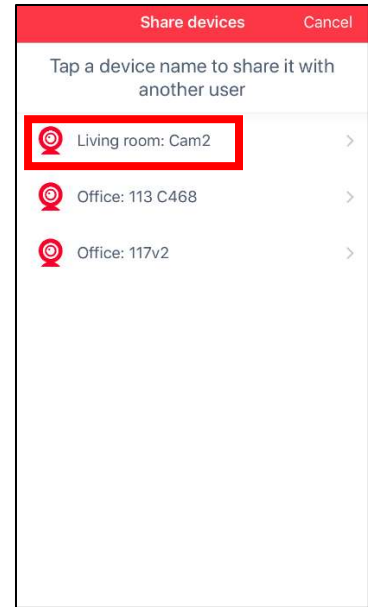 Share devices Cancel
Tap a device name to share it with
another user
Living room: Cam2
Office: 113 C468
Office: 117v2